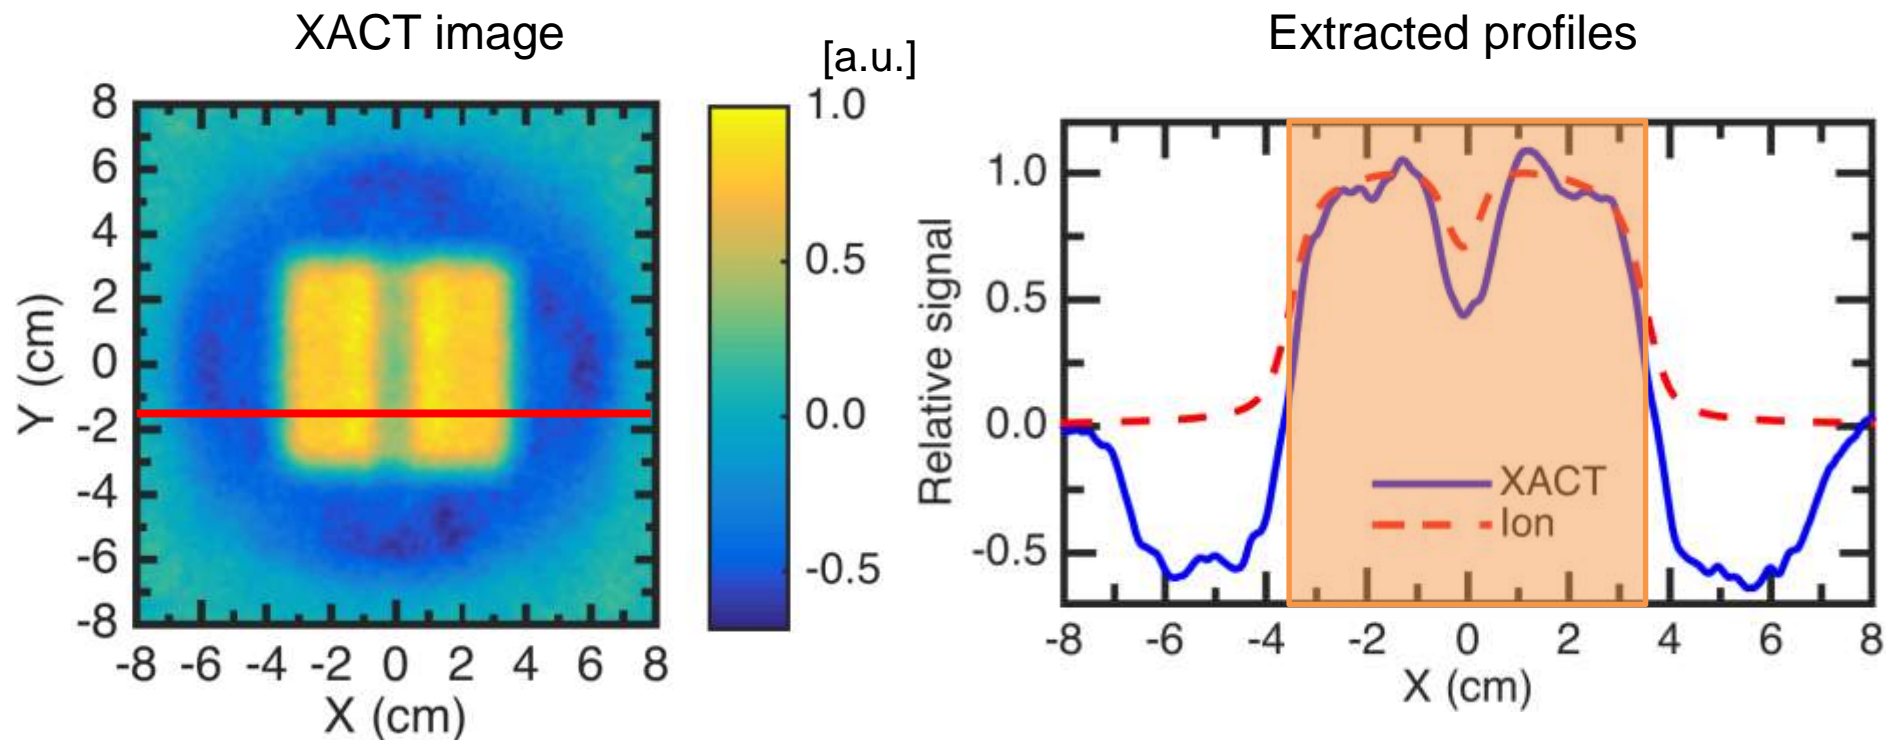 XACT image
[a.u.]
8
6
4
2
0
-2
-4
-6
-8
Y (cm)
-8 -6 -4 -2 0 2 4 6 8
X (cm)
1.0
0.5
0.0
-0.5
Extracted profiles
1.0
0.5
0.0
-0.5
Relative signal
XACT
Ion
-8 -6 -4 -2 0 2 4 6 8
X (cm)